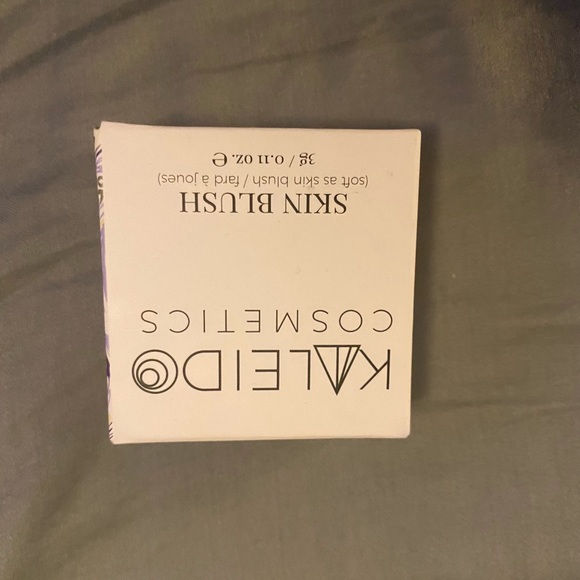 KALEIDO
COSMETICS
SKIN BLUSH
(soft as skin blush / fard à joues)
3g / 0.11 OZ. ℮